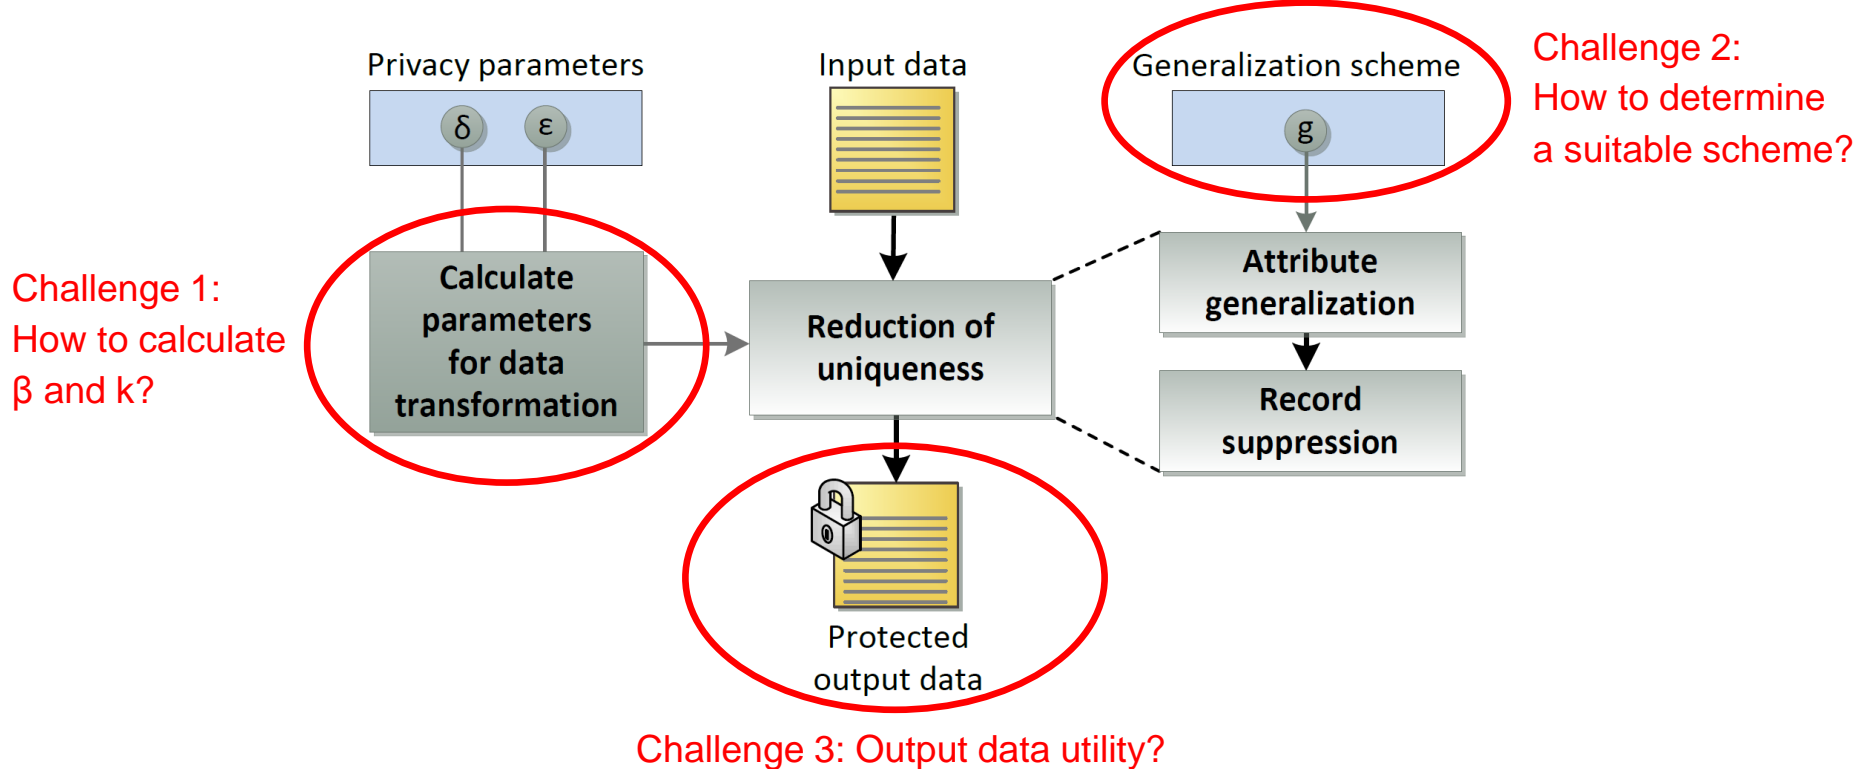 Privacy parameters
δ
ε
Input data
Generalization scheme
g
Challenge 2:
How to determine
a suitable scheme?
Challenge 1:
How to calculate
β and k?
Calculate
parameters
for data
transformation
Reduction of
uniqueness
Attribute
generalization
Record
suppression
Protected
output data
Challenge 3: Output data utility?